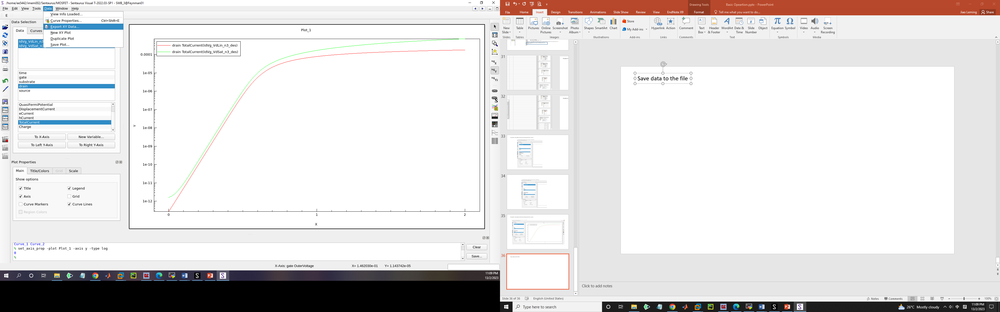 /home/ee5442/imem002/Sentaurus/MOSFET - Sentaurus Visual T-2022.03-SP1 - SWB_3@Feynman01
File Edit View Tools Data Window Help
View Info Loaded...
Curve Properties... Ctrl+Shift+E
Export XY Data...
New XY Plot
Duplicate Plot
Save Plot...
Data Selection
Data Curves
IdVg_VdLin_n3
IdVg_VdSat_n3
time
gate
substrate
drain
source
QuasiFermiPotential
DisplacementCurrent
eCurrent
hCurrent
TotalCurrent
Charge
To X-Axis New Variable...
To Left Y-Axis To Right Y-Axis
Plot Properties
Main Title/Colors Grid Scale
Show options
Title Legend
Axis Grid
Curve Markers Curve Lines
Region Colors
Plot_1
drain TotalCurrent(IdVg_VdLin_n3_des)
drain TotalCurrent(IdVg_VdSat_n3_des)
0.0001
1e-05
1e-06
1e-07
1e-08
1e-09
1e-10
1e-11
1e-12
Y
0 1 2
X
Curve_1 Curve_2
% set_axis_prop -plot Plot_1 -axis y -type log
0
%
Clear
Save...
X-Axis: gate OuterVoltage X= 1.462030e-01 Y= 1.143742e-05
11:09 PM
13/2/2023
Drawing Tools Basic Opeartion.pptx - PowerPoint
File Home Insert Design Transitions Animations Slide Show Review View EndNote X9 Format Tell me what you want to do... Jiao Leming Share
New Slide Table Pictures Online Pictures Screenshot Photo Album Shapes SmartArt Chart Store My Add-ins Hyperlink Action Comment Text Box Header & Footer WordArt Date & Time Slide Number Object Equation Symbol Video Audio Screen Recording
Slides Tables Images Illustrations Add-ins Links Comments Text Symbols Media
31
32
33
34
35
36
Save data to the file
Click to add notes
Slide 36 of 36 English (United States) Notes Comments 100%
Type here to search 26°C Mostly cloudy 中 11:09 PM
13/2/2023